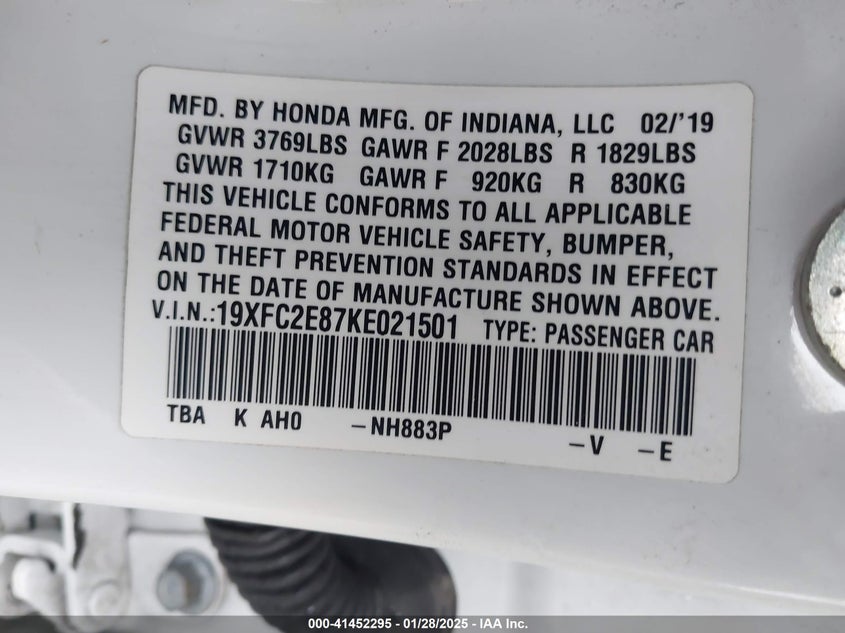 MFD. BY HONDA MFG. OF INDIANA, LLC 02/'19
GVWR 3769LBS GAWR F 2028LBS R 1829LBS
GVWR 1710KG GAWR F 920KG R 830KG
THIS VEHICLE CONFORMS TO ALL APPLICABLE
FEDERAL MOTOR VEHICLE SAFETY, BUMPER,
AND THEFT PREVENTION STANDARDS IN EFFECT
ON THE DATE OF MANUFACTURE SHOWN ABOVE.
V.I.N.:19XFC2E87KE021501 TYPE: PASSENGER CAR
TBA K AH0 -NH883P -V -E
000-41452295 - 01/28/2025 - IAA Inc.